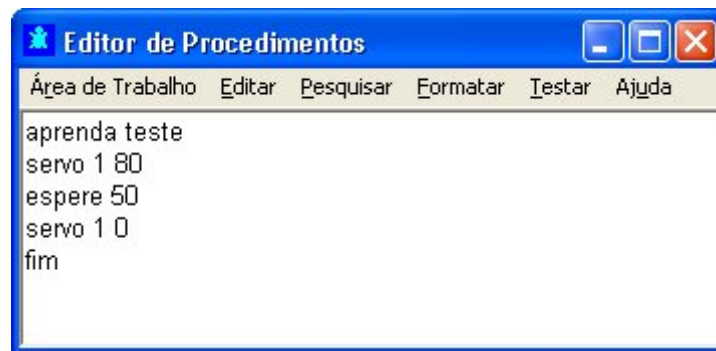 Editor de Procedimentos
Área de Trabalho Editar Pesquisar Formatar Testar Ajuda
aprenda teste
servo 1 80
espere 50
servo 1 0
fim